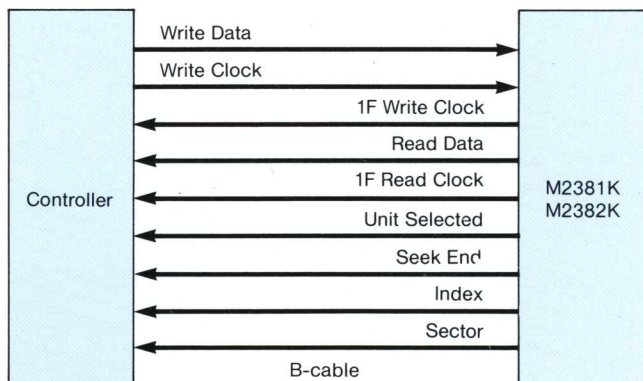 Write Data
Write Clock
1F Write Clock
Read Data
1F Read Clock
Controller
M2381K
M2382K
Unit Selected
Seek End
Index
Sector
B-cable